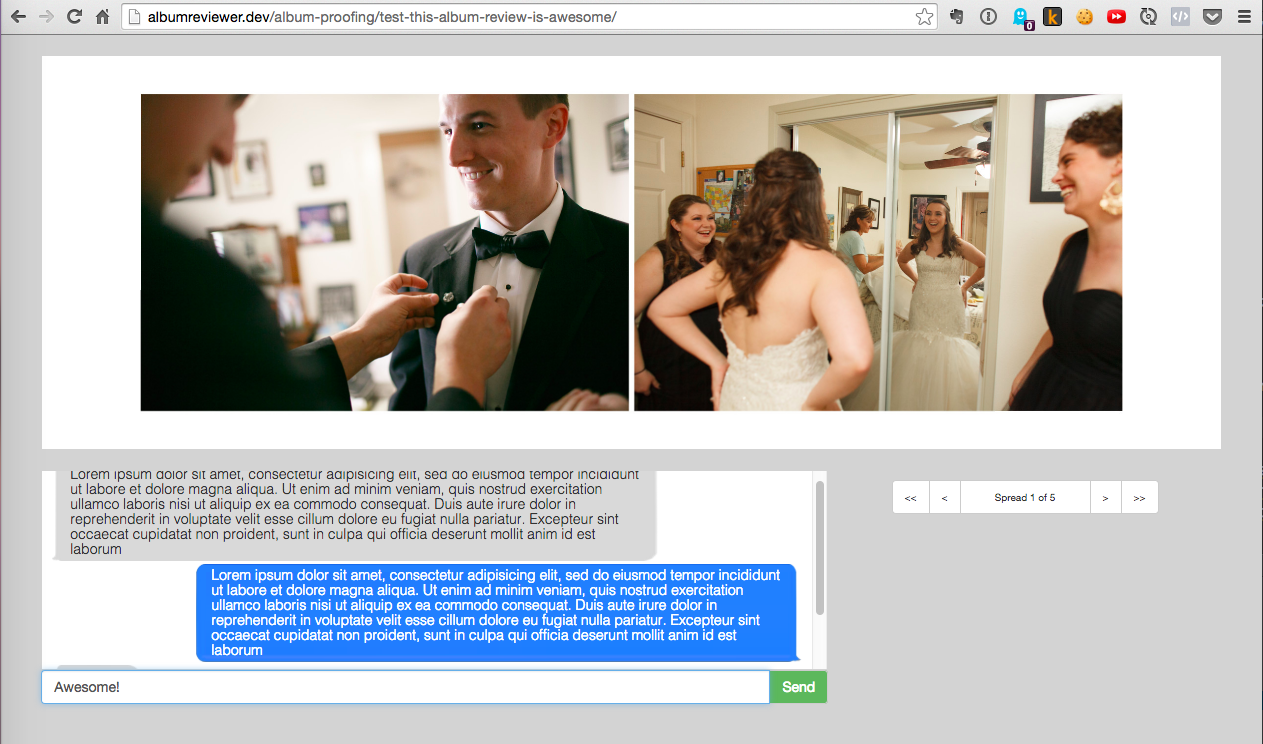 albumreviewer.dev/album-proofing/test-this-album-review-is-awesome/
0
k
Lorem ipsum dolor sit amet, consectetur adipisicing elit, sed do eiusmod tempor incididunt
ut labore et dolore magna aliqua. Ut enim ad minim veniam, quis nostrud exercitation
ullamco laboris nisi ut aliquip ex ea commodo consequat. Duis aute irure dolor in
reprehenderit in voluptate velit esse cillum dolore eu fugiat nulla pariatur. Excepteur sint
occaecat cupidatat non proident, sunt in culpa qui officia deserunt mollit anim id est
laborum
<< < Spread 1 of 5 > >>
Lorem ipsum dolor sit amet, consectetur adipisicing elit, sed do eiusmod tempor incididunt
ut labore et dolore magna aliqua. Ut enim ad minim veniam, quis nostrud exercitation
ullamco laboris nisi ut aliquip ex ea commodo consequat. Duis aute irure dolor in
reprehenderit in voluptate velit esse cillum dolore eu fugiat nulla pariatur. Excepteur sint
occaecat cupidatat non proident, sunt in culpa qui officia deserunt mollit anim id est
laborum
Awesome! Send